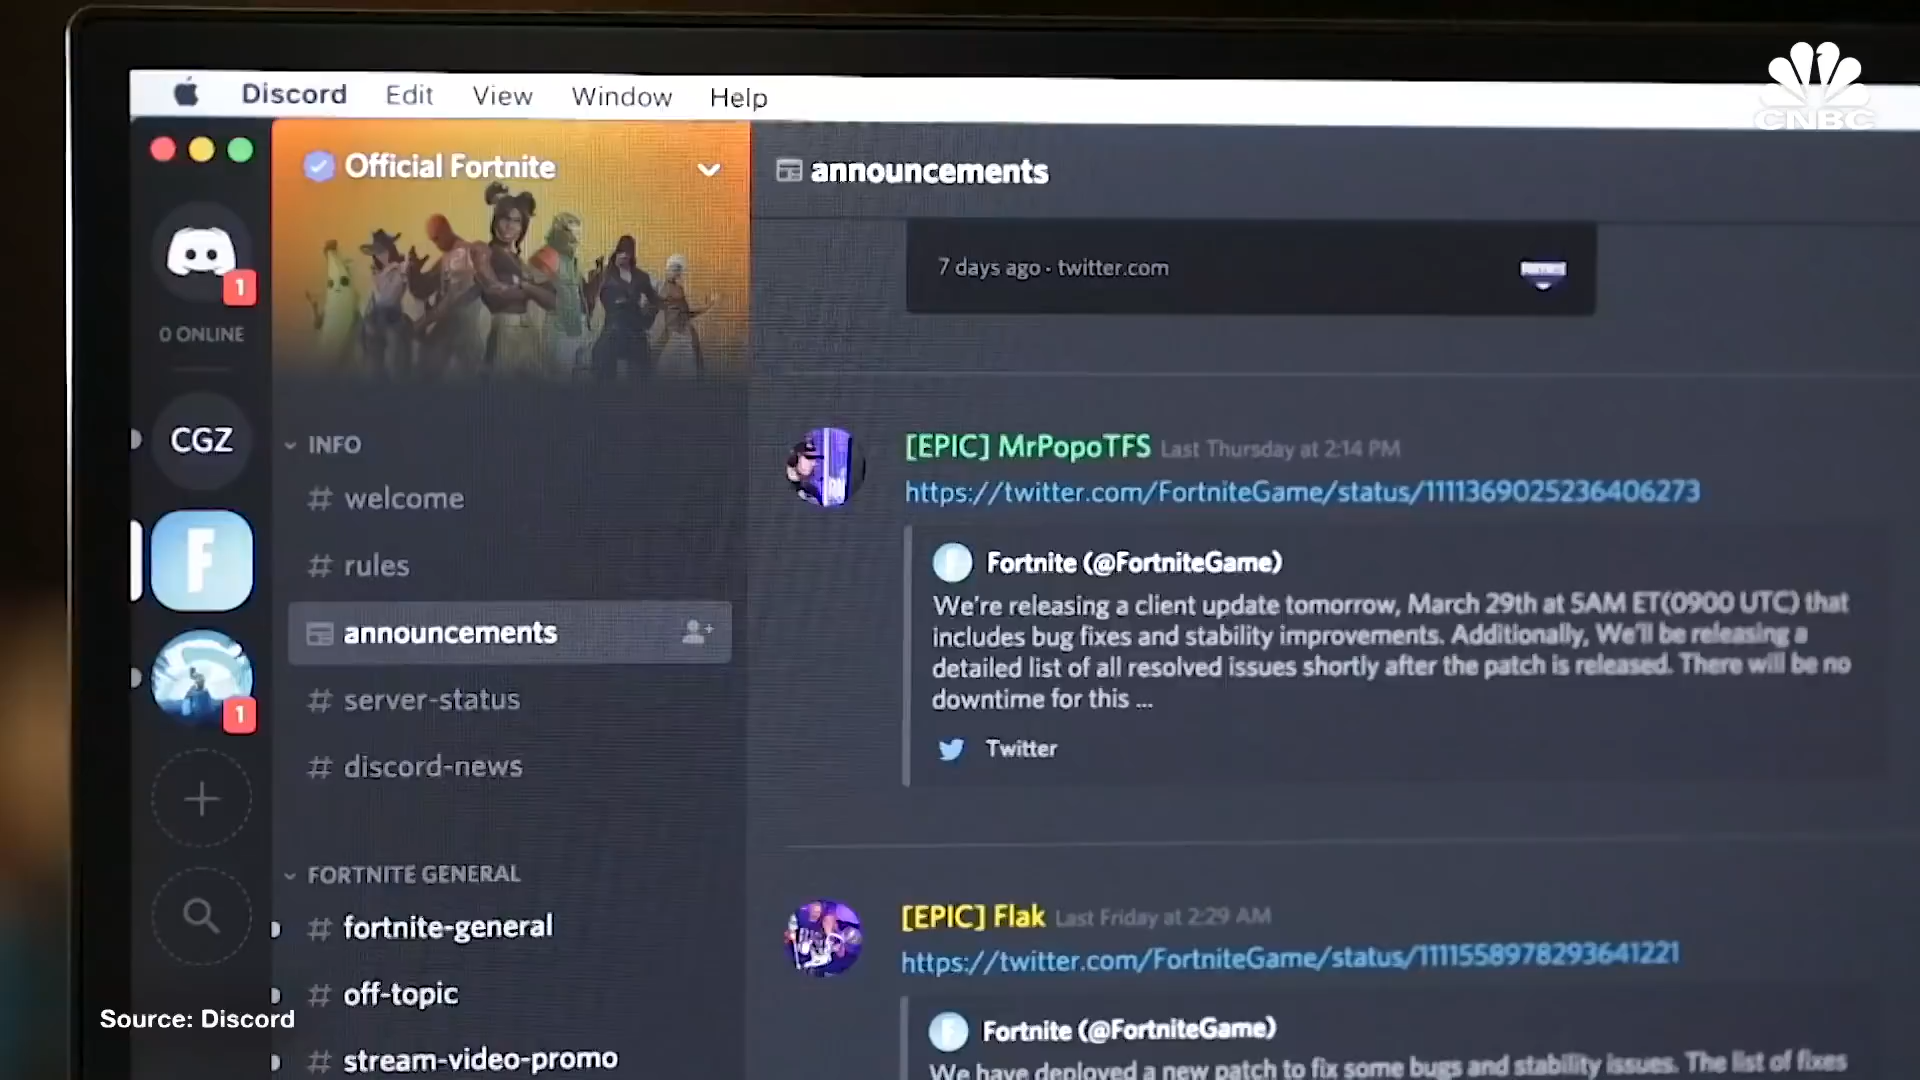 CNBC
Discord Edit View Window Help
Official Fortnite
announcements
1
0 ONLINE
7 days ago · twitter.com
CGZ
INFO
# welcome
# rules
announcements
# server-status
# discord-news
1
FORTNITE GENERAL
# fortnite-general
# off-topic
# stream-video-promo
[EPIC] MrPopoTFS Last Thursday at 2:14 PM
https://twitter.com/FortniteGame/status/1111369025236406273
Fortnite (@FortniteGame)
We're releasing a client update tomorrow, March 29th at 5AM ET(0900 UTC) that
includes bug fixes and stability improvements. Additionally, We'll be releasing a
detailed list of all resolved issues shortly after the patch is released. There will be no
downtime for this ...
Twitter
[EPIC] Flak Last Friday at 2:29 AM
https://twitter.com/FortniteGame/status/1111558978293641221
Fortnite (@FortniteGame)
We have deployed a new patch to fix some bugs and stability issues. The list of fixes
Source: Discord